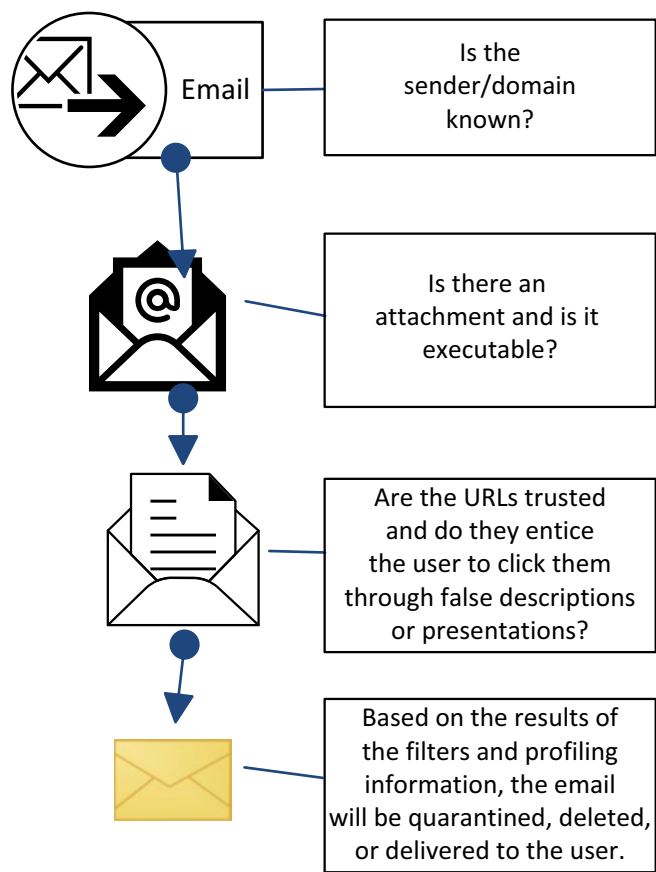 Email
Is the
sender/domain
known?
@
Is there an
attachment and is it
executable?
Are the URLs trusted
and do they entice
the user to click them
through false descriptions
or presentations?
Based on the results of
the filters and profiling
information, the email
will be quarantined, deleted,
or delivered to the user.